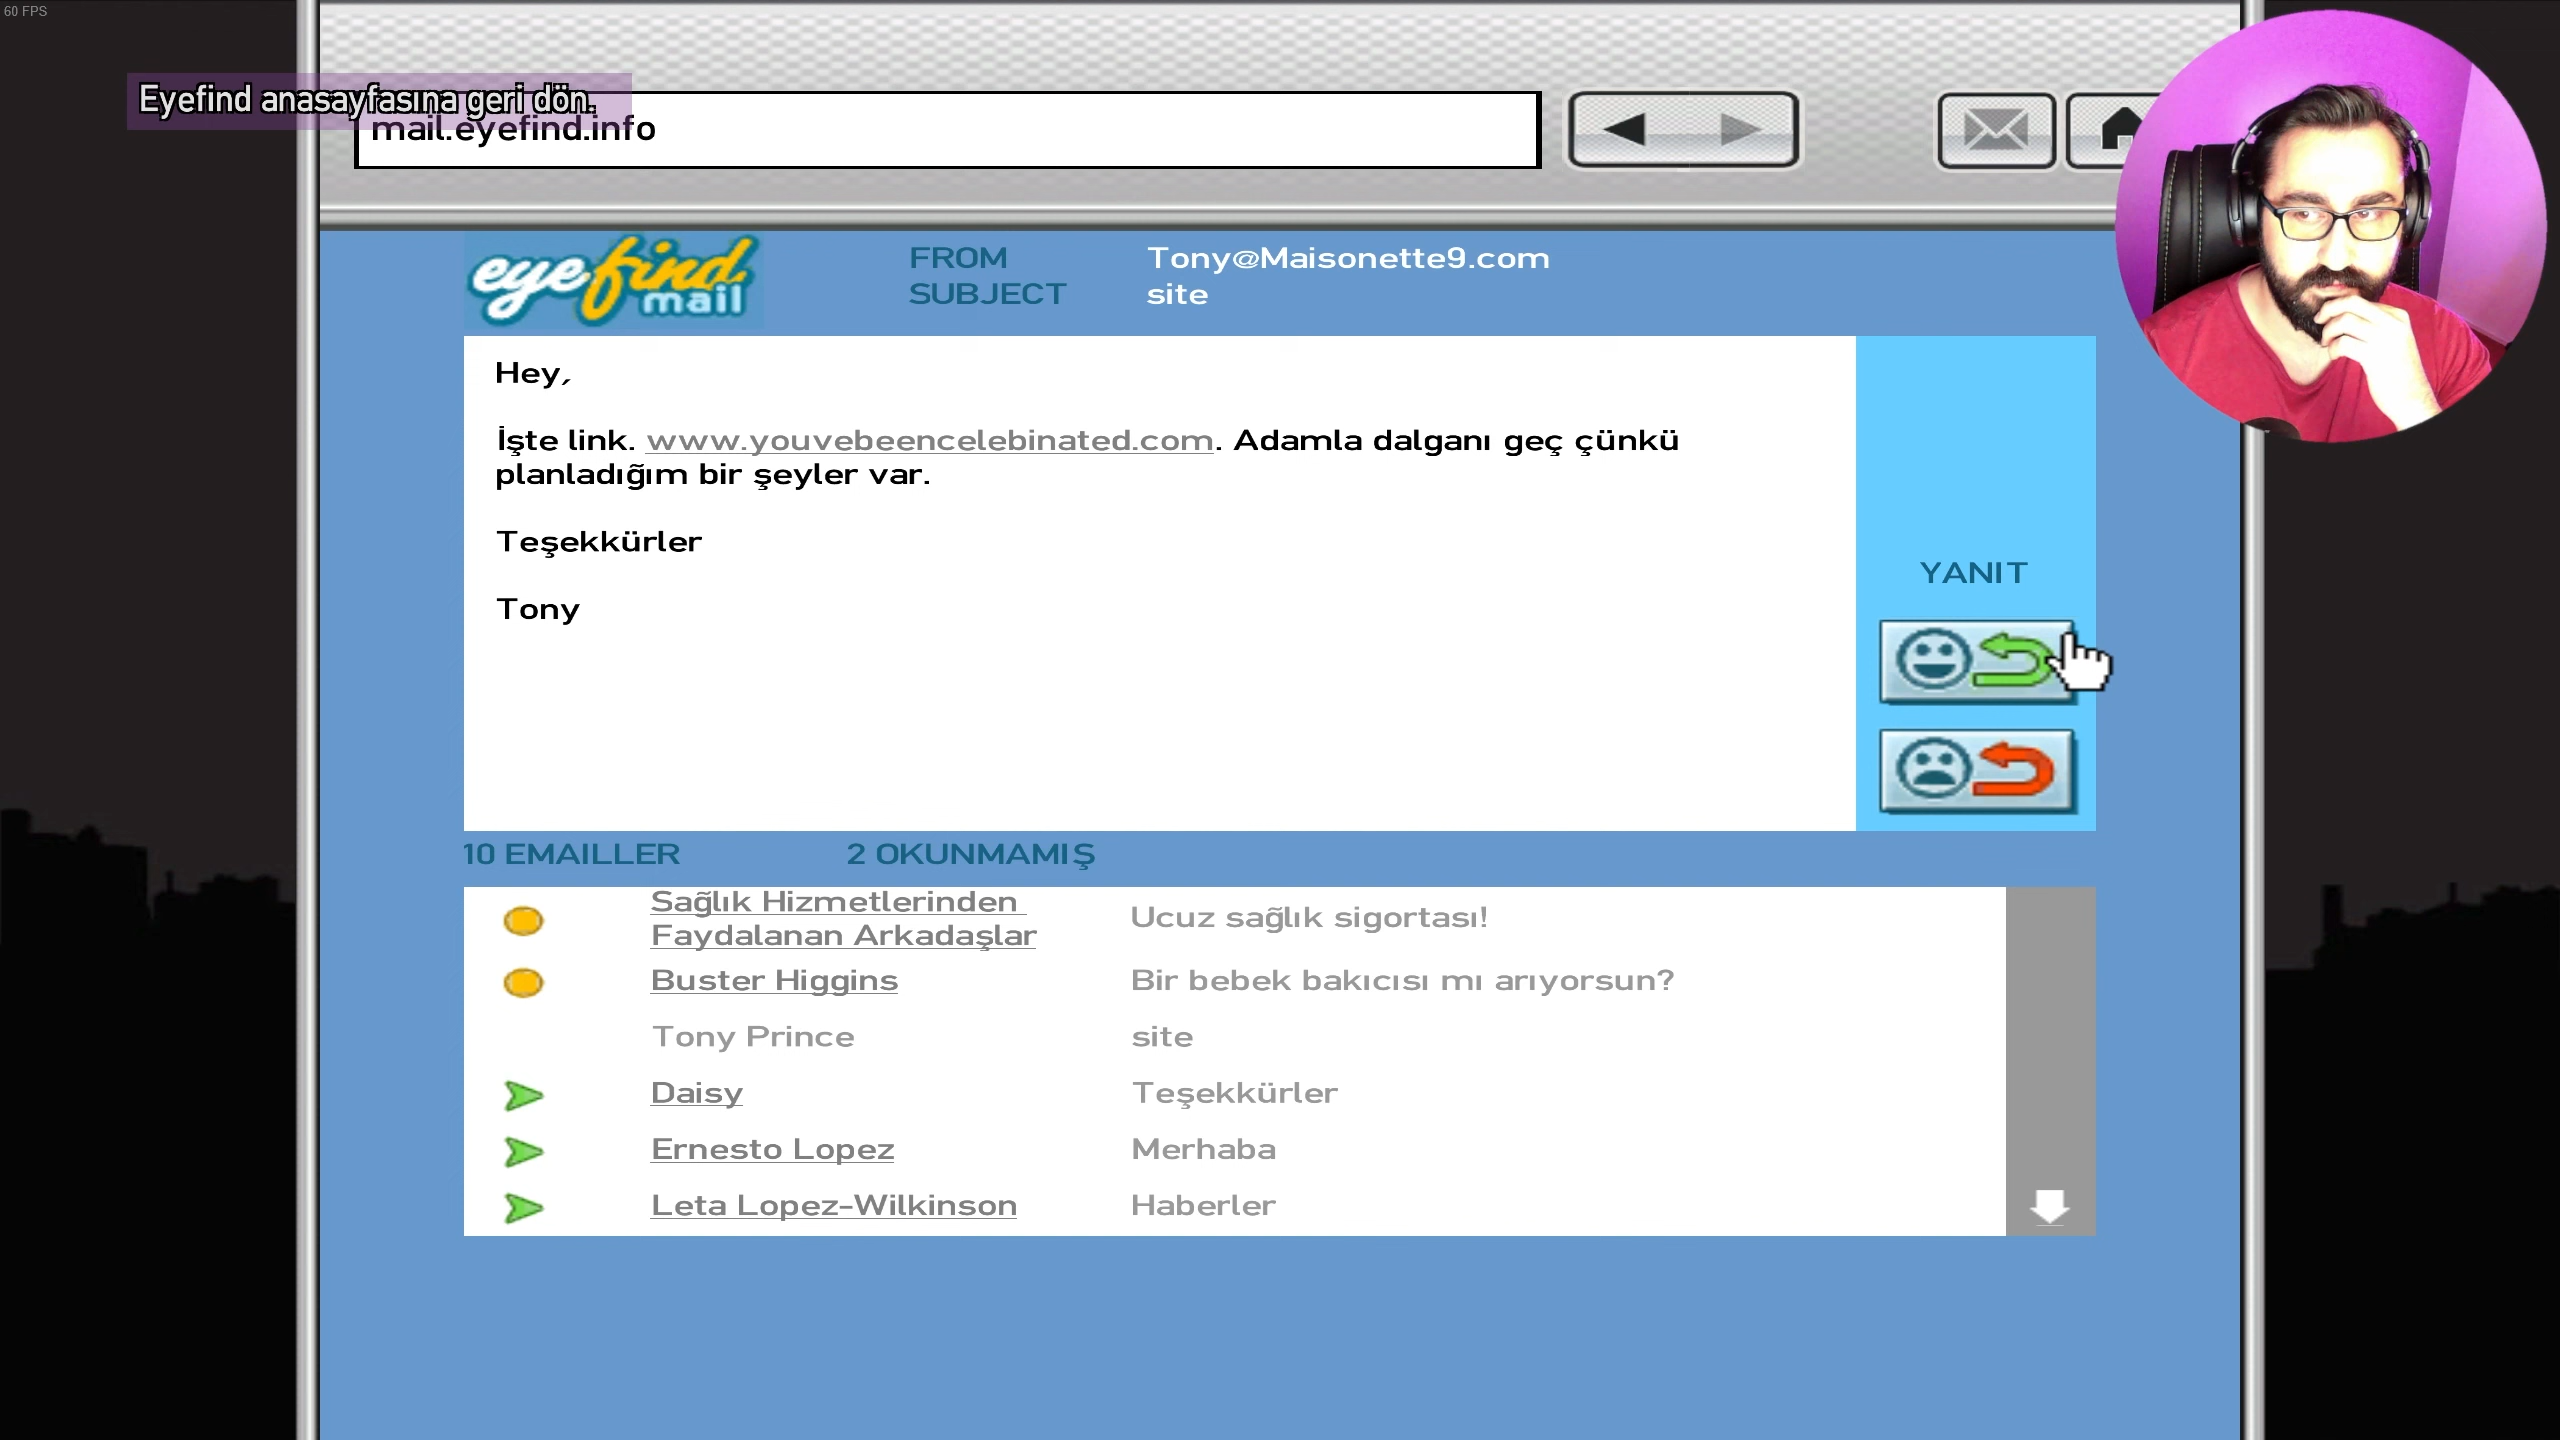 60 FPS
Eyefind anasayfasına geri dön.
mail.eyefind.info
eyefind mail
FROM Tony@Maisonette9.com
SUBJECT site
Hey,
İşte link. www.youvebeencelebinated.com. Adamla dalganı geç çünkü
planladığım bir şeyler var.
Teşekkürler
Tony
YANIT
10 EMAILLER 2 OKUNMAMIŞ
Sağlık Hizmetlerinden
Faydalanan Arkadaşlar Ucuz sağlık sigortası!
Buster Higgins Bir bebek bakıcısı mı arıyorsun?
Tony Prince site
Daisy Teşekkürler
Ernesto Lopez Merhaba
Leta Lopez-Wilkinson Haberler